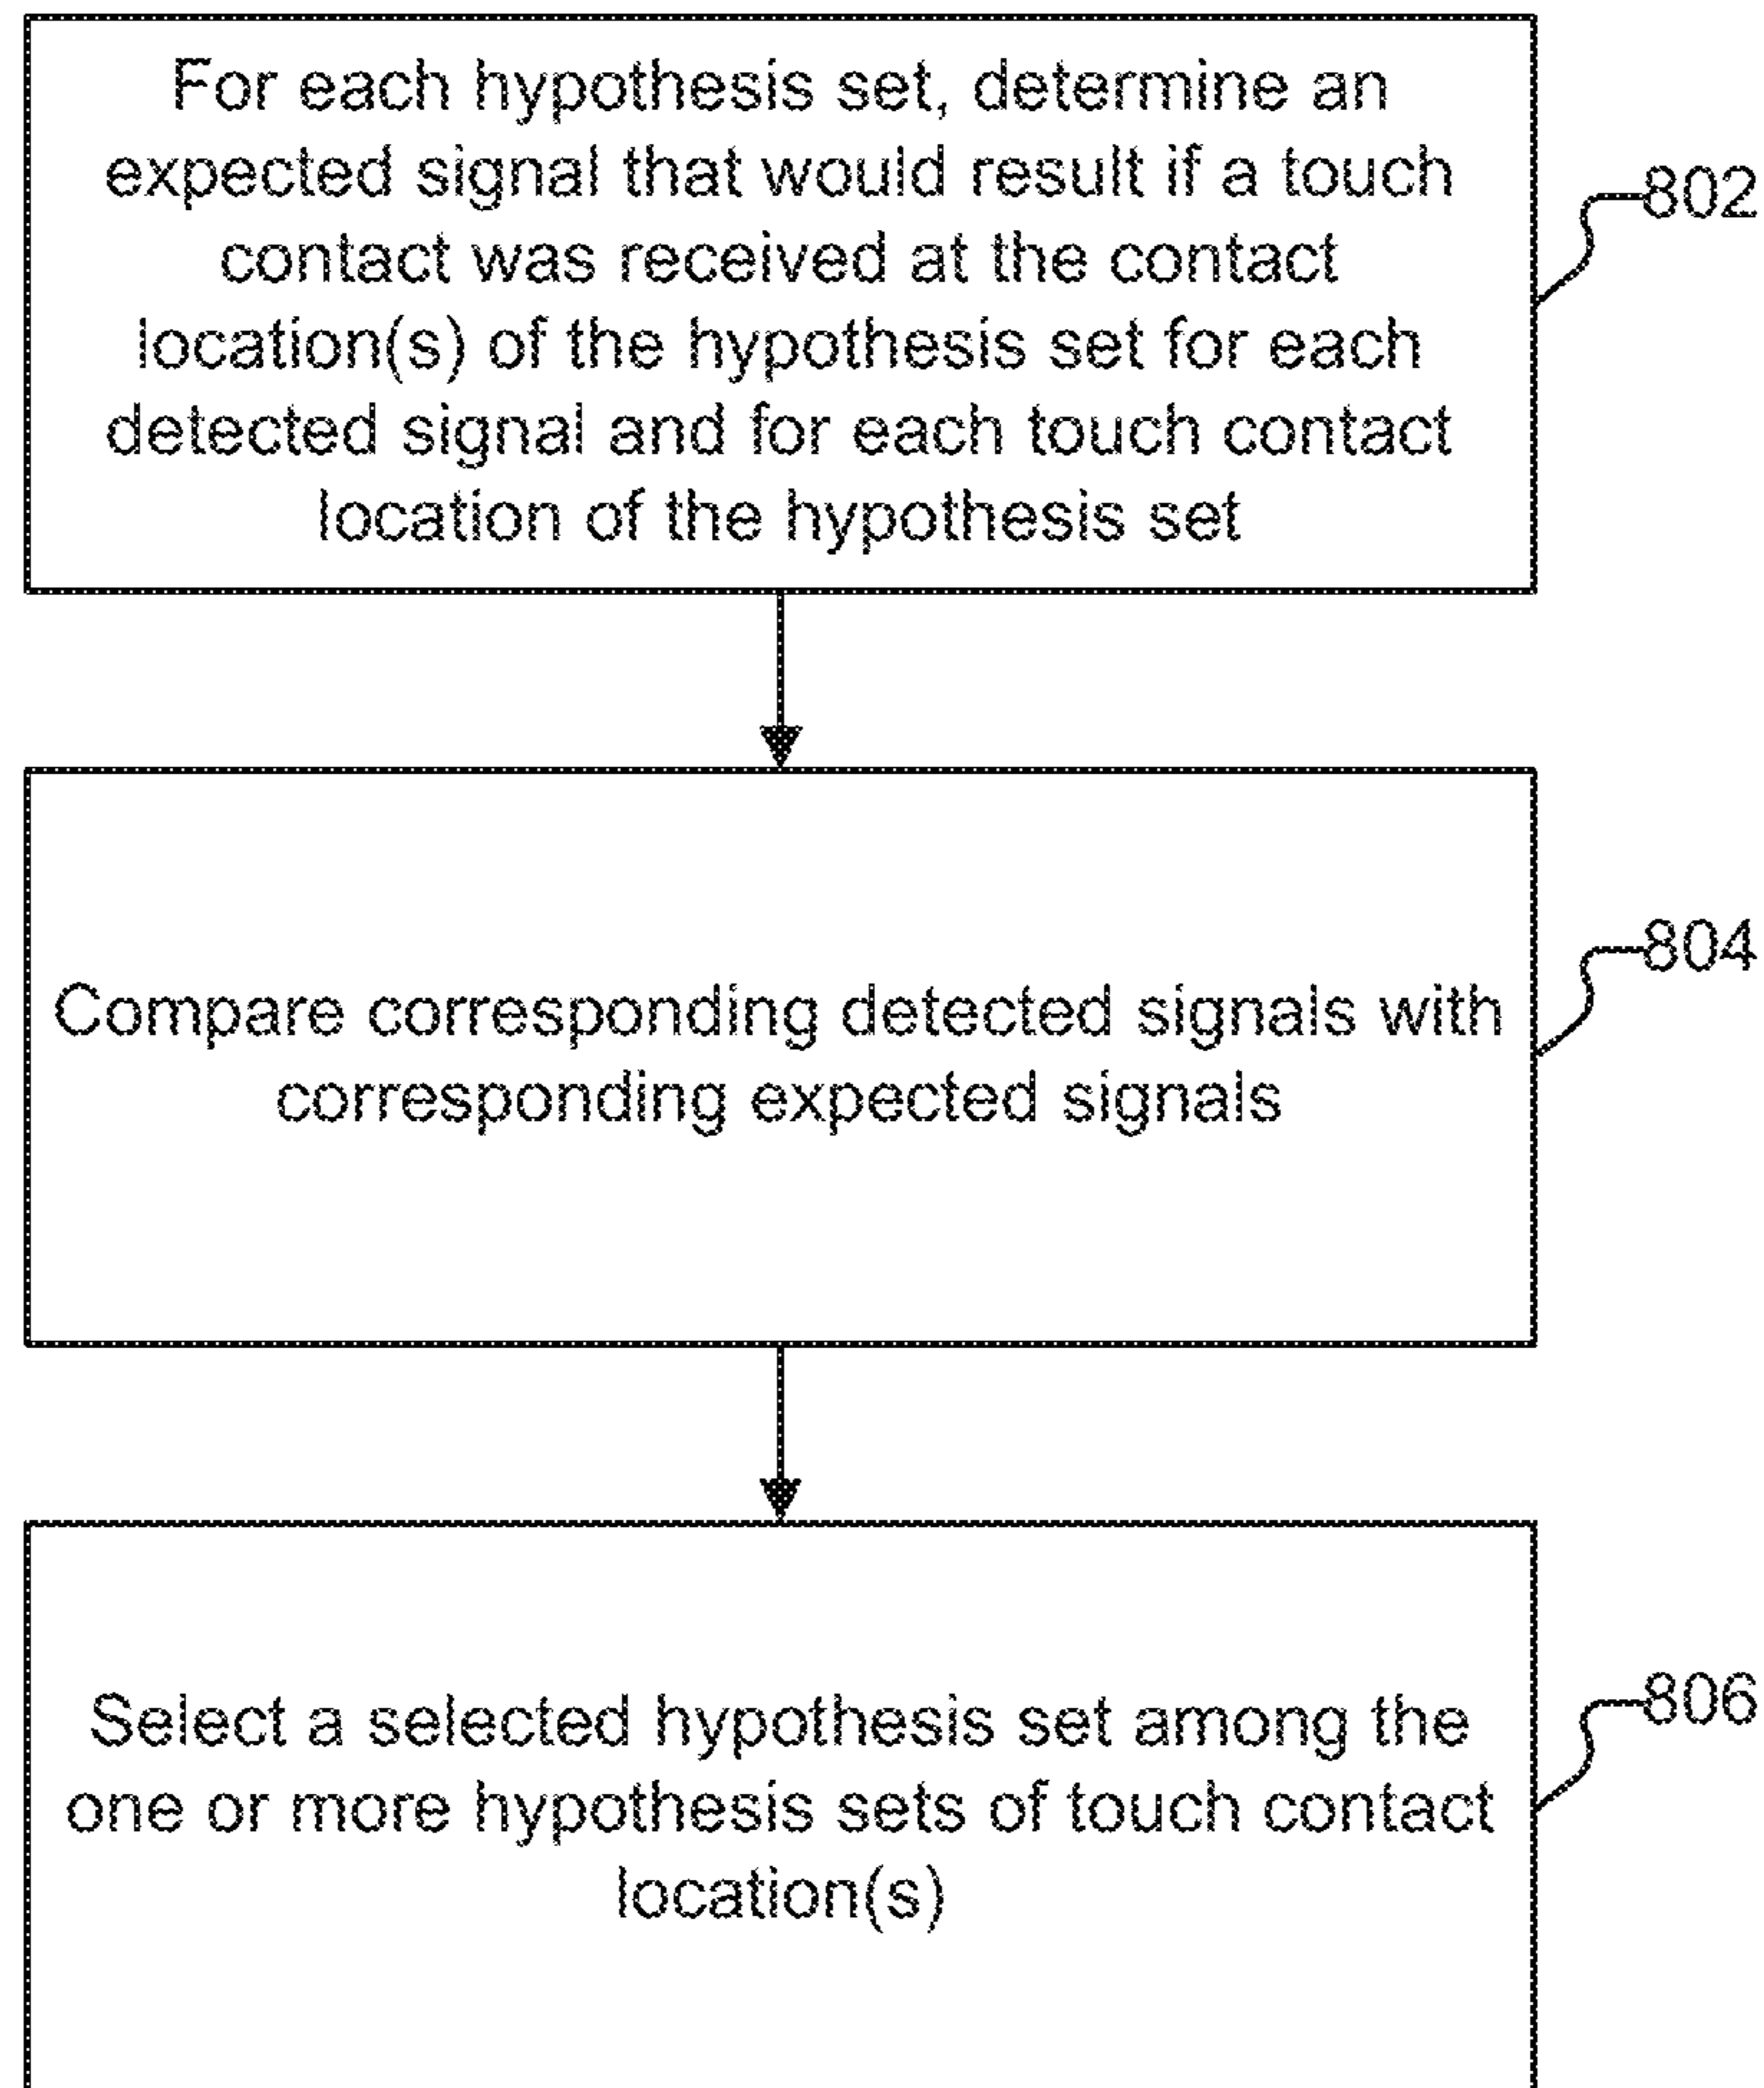 For each hypothesis set, determine an
expected signal that would result if a touch
contact was received at the contact
location(s) of the hypothesis set for each
detected signal and for each touch contact
location of the hypothesis set
802
Compare corresponding detected signals with
corresponding expected signals
804
Select a selected hypothesis set among the
one or more hypothesis sets of touch contact
location(s)
806